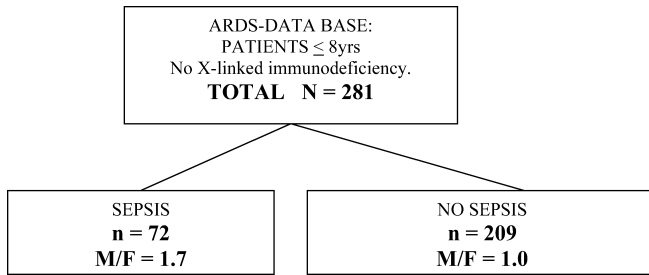 ARDS-DATA BASE:
PATIENTS ≤ 8yrs
No X-linked immunodeficiency.
TOTAL N = 281
SEPSIS
n = 72
M/F = 1.7
NO SEPSIS
n = 209
M/F = 1.0